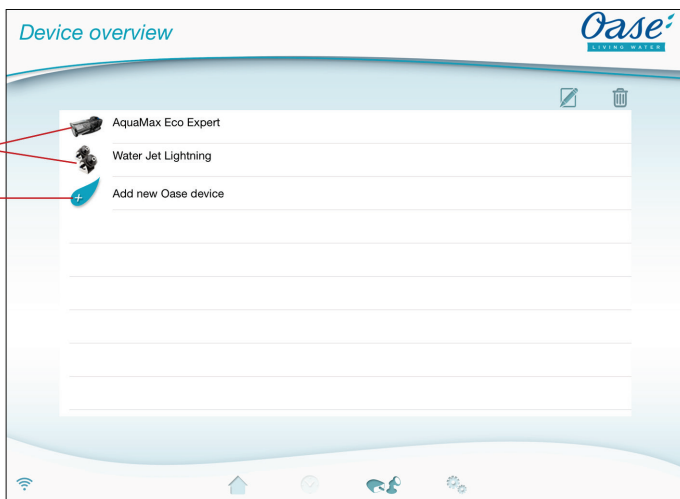 Device overview
Oase
LIVING WATER
AquaMax Eco Expert
Water Jet Lightning
+ Add new Oase device